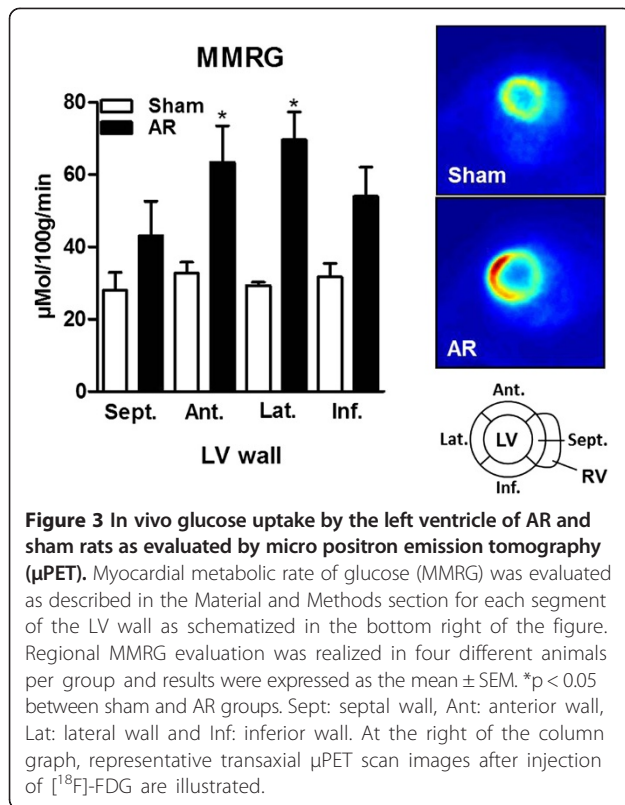 MMRG
80
60
40
20
0
µMol/100g/min
Sham
AR
*
*
Sept. Ant. Lat. Inf.
LV wall
Sham
AR
Ant.
Lat. LV Sept.
RV
Inf.
Figure 3 In vivo glucose uptake by the left ventricle of AR and
sham rats as evaluated by micro positron emission tomography
(µPET). Myocardial metabolic rate of glucose (MMRG) was evaluated
as described in the Material and Methods section for each segment
of the LV wall as schematized in the bottom right of the figure.
Regional MMRG evaluation was realized in four different animals
per group and results were expressed as the mean ± SEM. *p < 0.05
between sham and AR groups. Sept: septal wall, Ant: anterior wall,
Lat: lateral wall and Inf: inferior wall. At the right of the column
graph, representative transaxial µPET scan images after injection
of [¹⁸F]-FDG are illustrated.